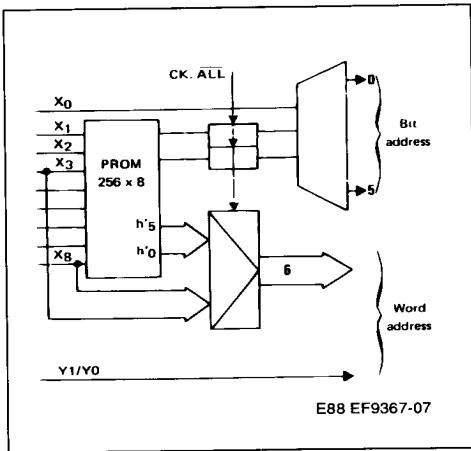 CK. ALL
X0
X1
X2
X3
PROM
256 x 8
h'5
h'0
X8
0
5
Bit
address
6
Word
address
Y1/Y0
E88 EF9367-07